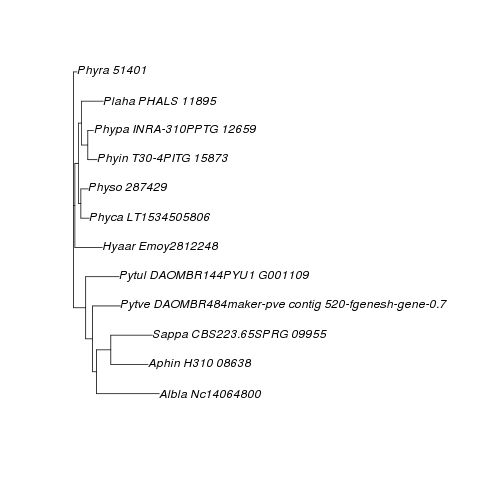 Phyra 51401
Plaha PHALS 11895
Phypa INRA-310PPTG 12659
Phyin T30-4PITG 15873
Physo 287429
Phyca LT1534505806
Hyaar Emoy2812248
Pytul DAOMBR144PYU1 G001109
Pytve DAOMBR484maker-pve contig 520-fgenesh-gene-0.7
Sappa CBS223.65SPRG 09955
Aphin H310 08638
Albla Nc14064800